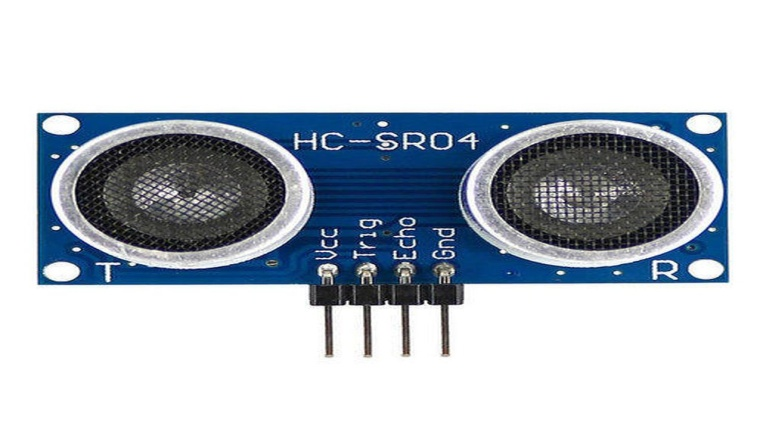 HC-SR04
Vcc
Trig
Echo
Gnd
T
R